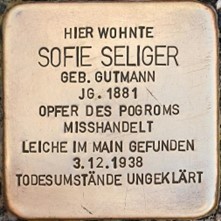 HIER WOHNTE
SOFIE SELIGER
GEB. GUTMANN
JG. 1881
OPFER DES POGROMS
MISSHANDELT
LEICHE IM MAIN GEFUNDEN
3.12.1938
TODESUMSTÄNDE UNGEKLÄRT